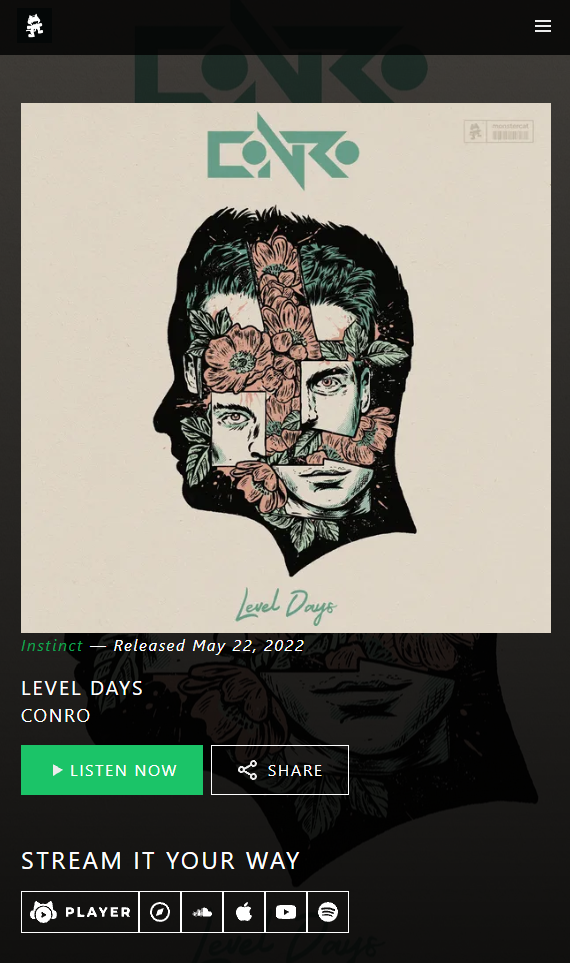 CONRO
monstercat
Level Days
Instinct — Released May 22, 2022
LEVEL DAYS
CONRO
LISTEN NOW
SHARE
STREAM IT YOUR WAY
PLAYER